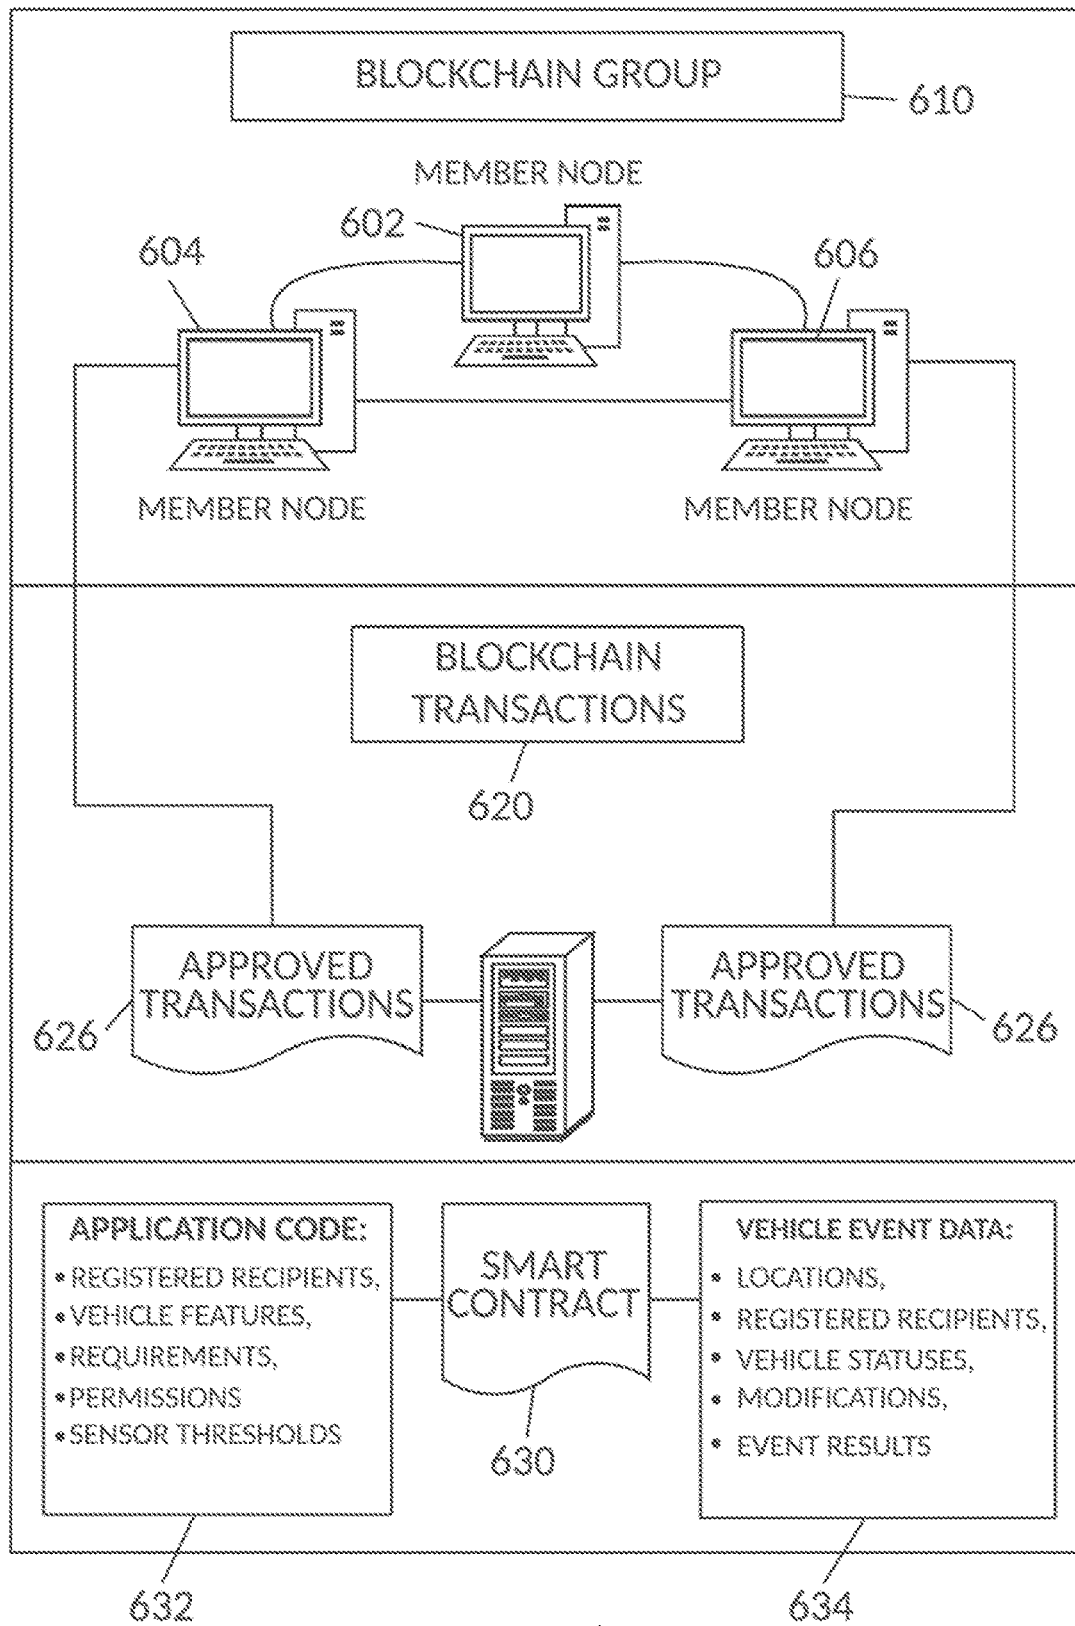 BLOCKCHAIN GROUP
610
MEMBER NODE
602
604
606
MEMBER NODE
MEMBER NODE
BLOCKCHAIN
TRANSACTIONS
620
APPROVED
TRANSACTIONS
626
APPROVED
TRANSACTIONS
626
APPLICATION CODE:
• REGISTERED RECIPIENTS,
• VEHICLE FEATURES,
• REQUIREMENTS,
• PERMISSIONS
• SENSOR THRESHOLDS
632
SMART
CONTRACT
630
VEHICLE EVENT DATA:
• LOCATIONS,
• REGISTERED RECIPIENTS,
• VEHICLE STATUSES,
• MODIFICATIONS,
• EVENT RESULTS
634